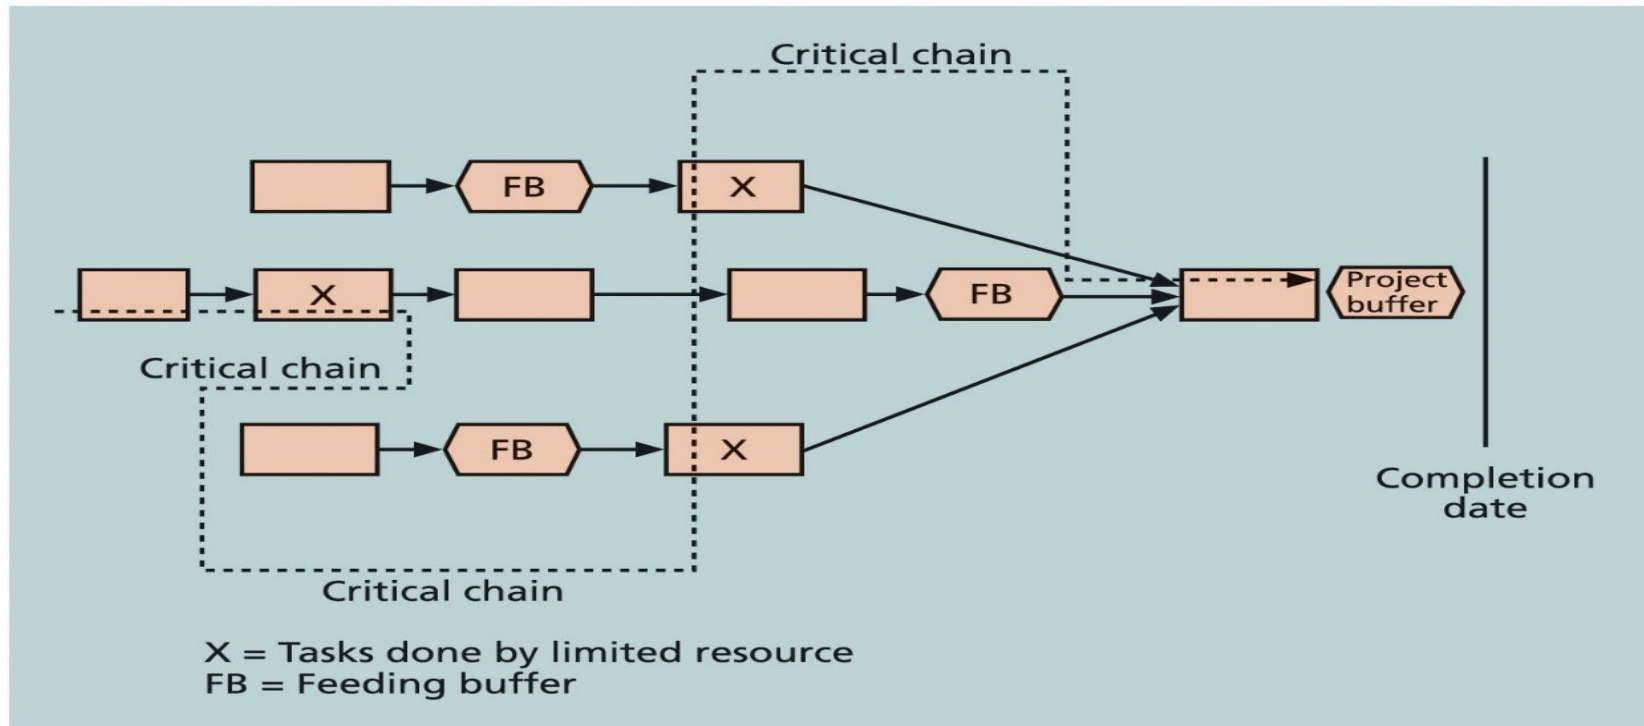 Critical chain
FB
X
X
FB
Project
buffer
Critical chain
FB
X
Completion
date
Critical chain
X = Tasks done by limited resource
FB = Feeding buffer